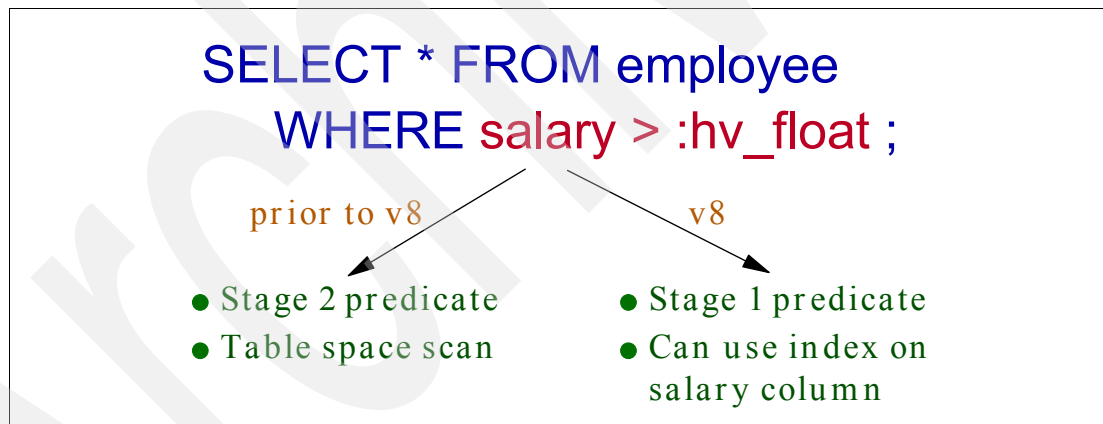 SELECT * FROM employee
WHERE salary > :hv_float ;
prior to v8
v8
● Stage 2 predicate
● Table space scan
● Stage 1 predicate
● Can use index on
salary column